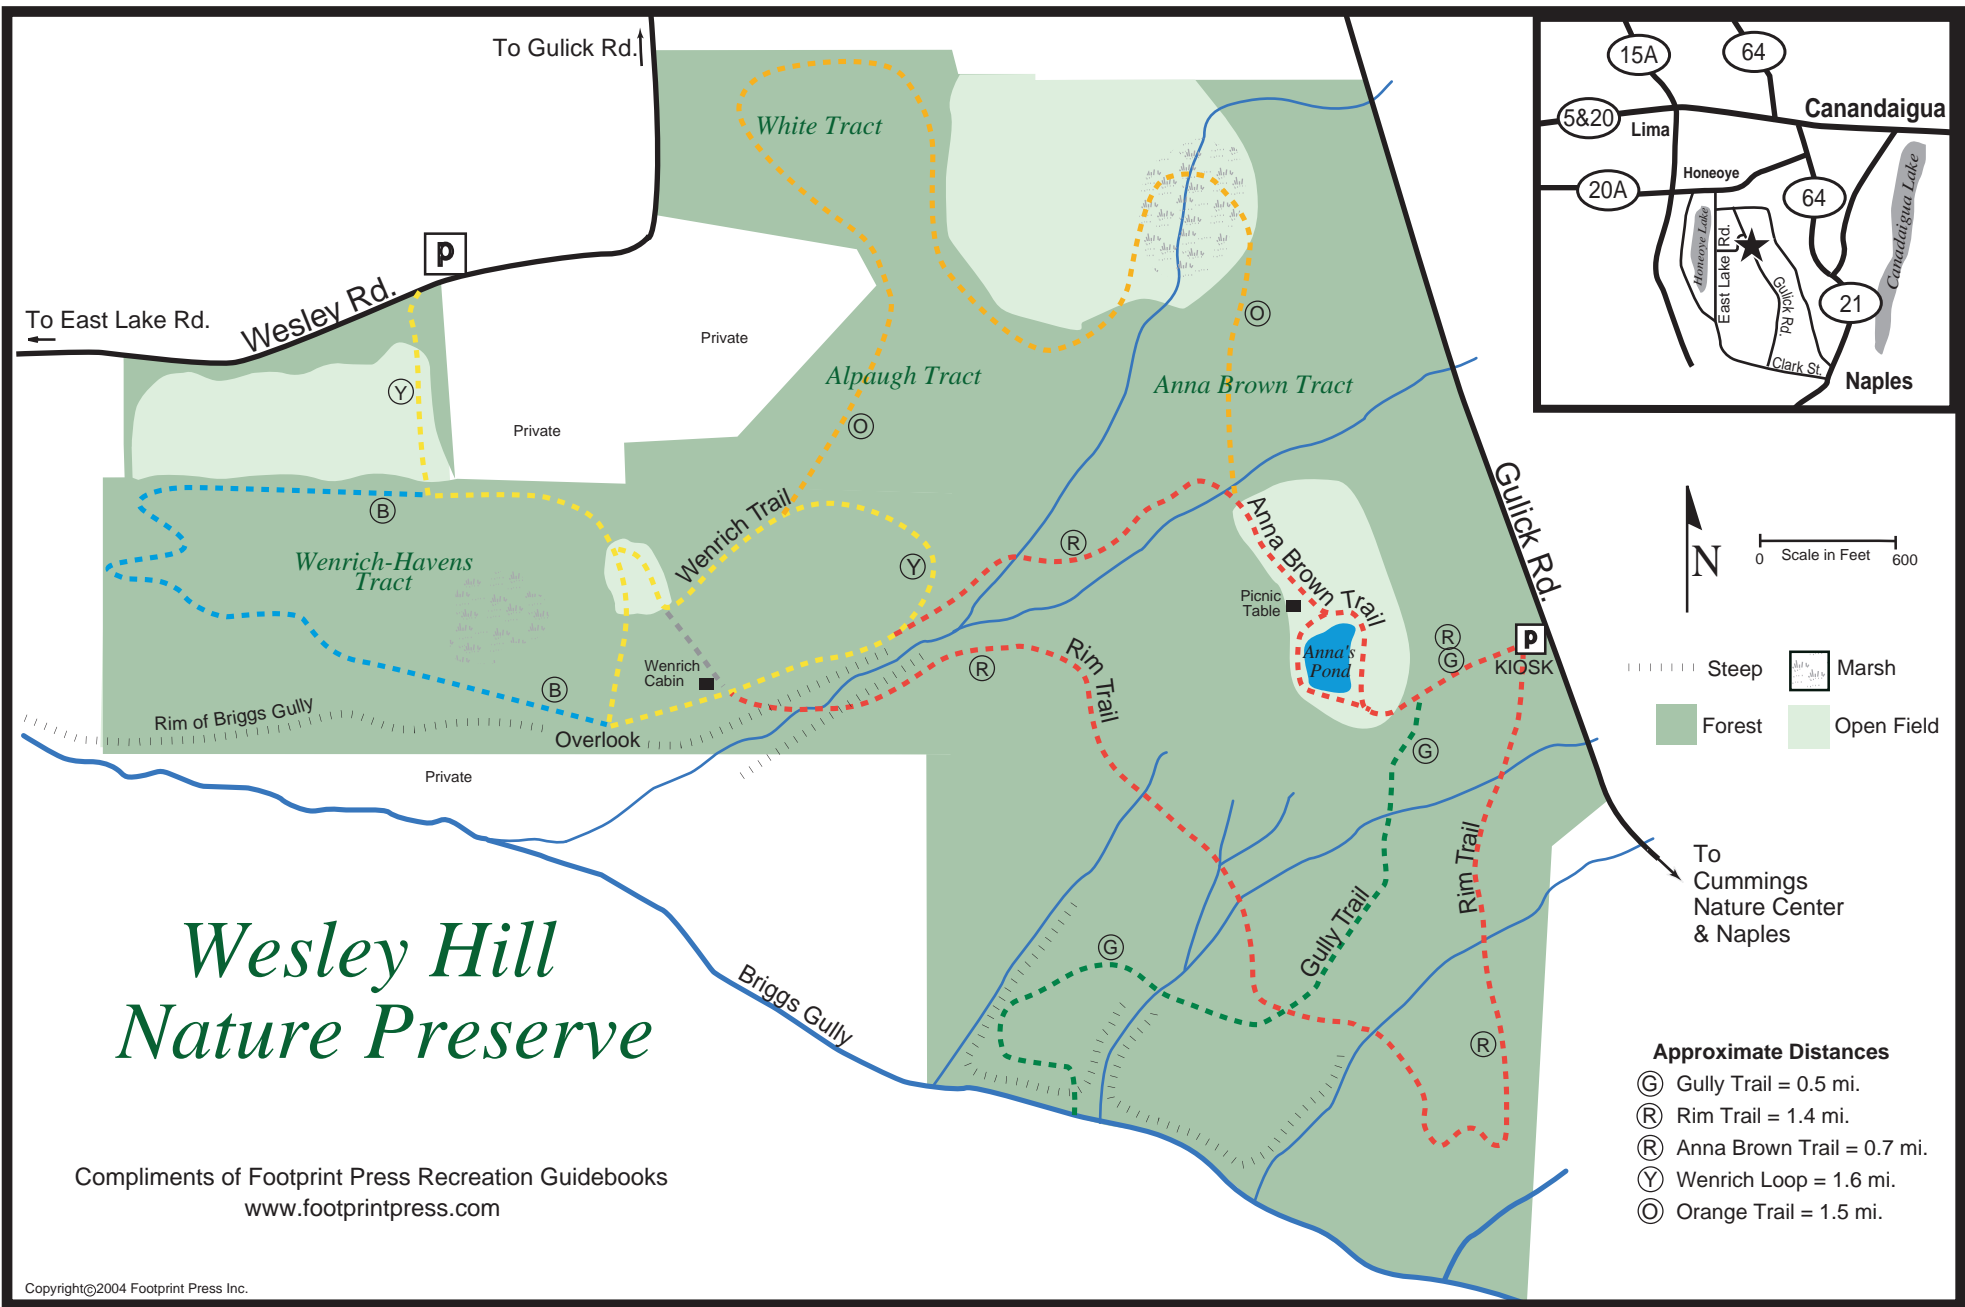 To Gulick Rd.
White Tract
P
Wesley Rd.
To East Lake Rd.
Private
Private
Alpaugh Tract
Anna Brown Tract
O
O
Y
B
Wenrich-Havens
Tract
Wenrich Trail
Y
R
Anna Brown Trail
Picnic
Table
Anna's
Pond
Gulick Rd.
R
G
P
KIOSK
Wenrich
Cabin
R
Rim Trail
B
Rim of Briggs Gully
Overlook
Private
G
Rim Trail
Gully Trail
G
Briggs Gully
R
To
Cummings
Nature Center
& Naples
Wesley Hill
Nature Preserve
Compliments of Footprint Press Recreation Guidebooks
www.footprintpress.com
Copyright©2004 Footprint Press Inc.
15A
64
5&20
Lima
Canandaigua
20A
Honeoye
64
Honeoye Lake
East Lake Rd.
Gulick Rd.
Canadaigua Lake
21
Clark St.
Naples
N
0 Scale in Feet 600
Steep
Marsh
Forest
Open Field
Approximate Distances
G Gully Trail = 0.5 mi.
R Rim Trail = 1.4 mi.
R Anna Brown Trail = 0.7 mi.
Y Wenrich Loop = 1.6 mi.
O Orange Trail = 1.5 mi.